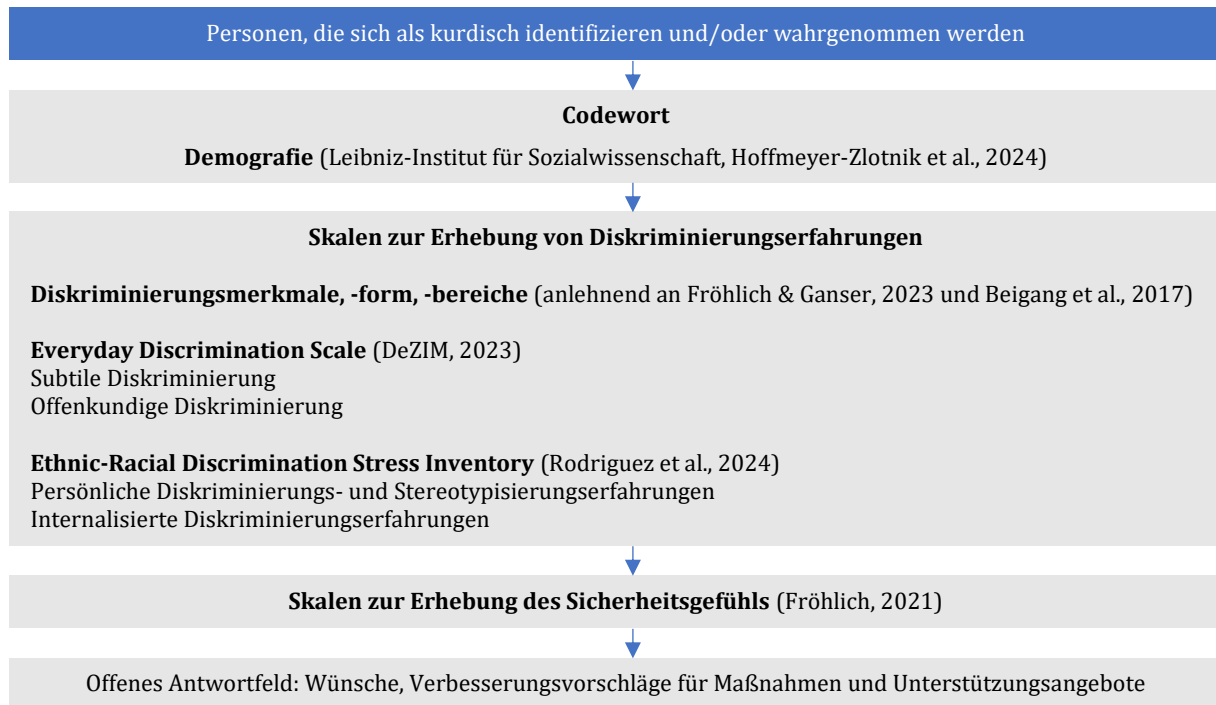 Personen, die sich als kurdisch identifizieren und/oder wahrgenommen werden
Codewort
Demografie (Leibniz-Institut für Sozialwissenschaft, Hoffmeyer-Zlotnik et al., 2024)
Skalen zur Erhebung von Diskriminierungserfahrungen
Diskriminierungsmerkmale, -form, -bereiche (anlehnend an Fröhlich & Ganser, 2023 und Beigang et al., 2017)
Everyday Discrimination Scale (DeZIM, 2023)
Subtile Diskriminierung
Offenkundige Diskriminierung
Ethnic-Racial Discrimination Stress Inventory (Rodriguez et al., 2024)
Persönliche Diskriminierungs- und Stereotypisierungserfahrungen
Internalisierte Diskriminierungserfahrungen
Skalen zur Erhebung des Sicherheitsgefühls (Fröhlich, 2021)
Offenes Antwortfeld: Wünsche, Verbesserungsvorschläge für Maßnahmen und Unterstützungsangebote